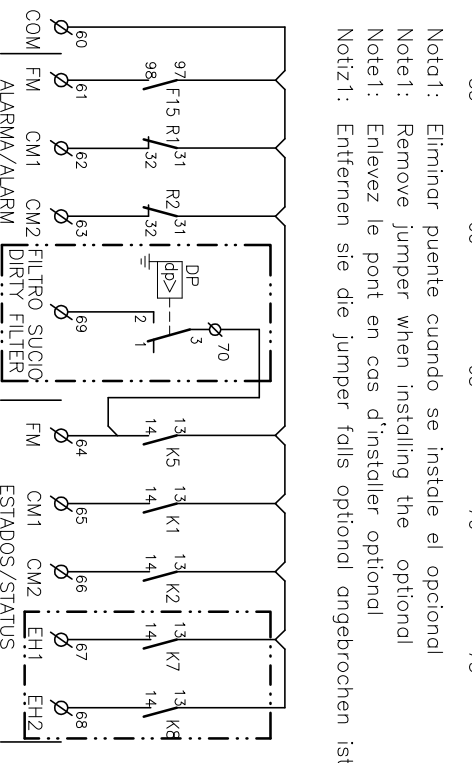 Nota1: Eliminar puente cuando se instale el opcional
Note1: Remove jumper when installing the optional
Note1: Enlevez le pont en cas d'installer optional
Notiz1: Entfernen sie die jumper falls optional angebrochen ist
70
97 31 31 DP 3 13 13 13 13 13
F15 R1 R2 dp> K5 K1 K2 K7 K8
98 32 32 2 1 14 14 14 14 14
60 61 62 63 69 64 65 66 67 68
COM FM CM1 CM2 FILTRO SUCIO FM CM1 CM2 EH1 EH2
DIRTY FILTER
ALARMA/ALARM ESTADOS/STATUS